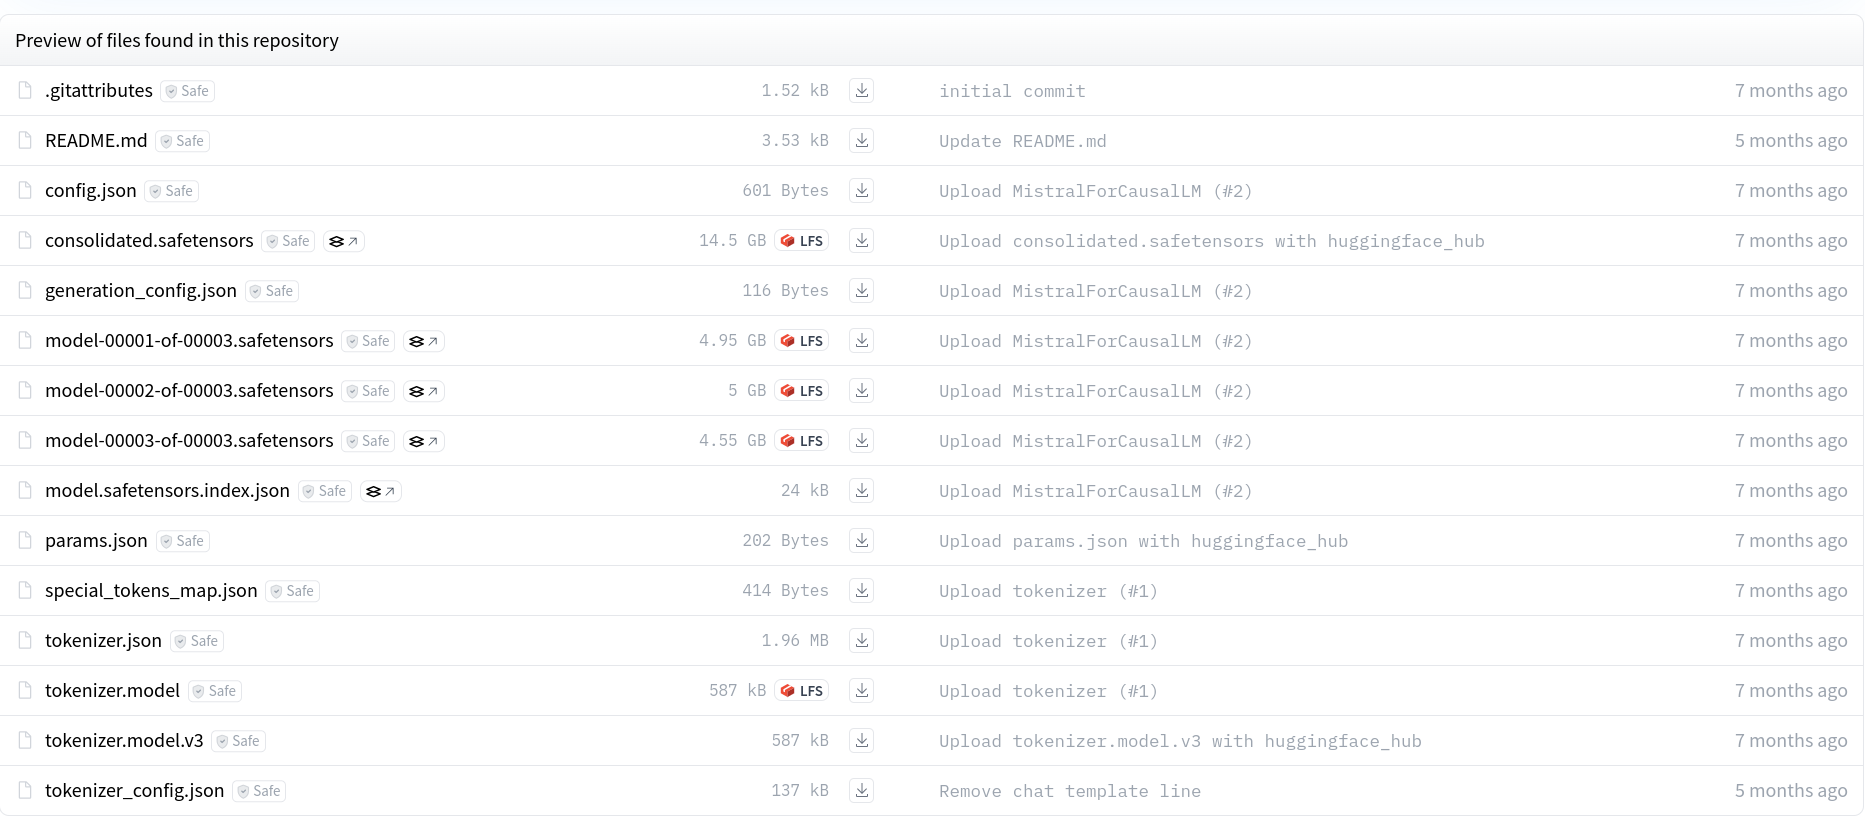 Preview of files found in this repository
.gitattributes Safe 1.52 kB initial commit 7 months ago
README.md Safe 3.53 kB Update README.md 5 months ago
config.json Safe 601 Bytes Upload MistralForCausalLM (#2) 7 months ago
consolidated.safetensors Safe 14.5 GB LFS Upload consolidated.safetensors with huggingface_hub 7 months ago
generation_config.json Safe 116 Bytes Upload MistralForCausalLM (#2) 7 months ago
model-00001-of-00003.safetensors Safe 4.95 GB LFS Upload MistralForCausalLM (#2) 7 months ago
model-00002-of-00003.safetensors Safe 5 GB LFS Upload MistralForCausalLM (#2) 7 months ago
model-00003-of-00003.safetensors Safe 4.55 GB LFS Upload MistralForCausalLM (#2) 7 months ago
model.safetensors.index.json Safe 24 kB Upload MistralForCausalLM (#2) 7 months ago
params.json Safe 202 Bytes Upload params.json with huggingface_hub 7 months ago
special_tokens_map.json Safe 414 Bytes Upload tokenizer (#1) 7 months ago
tokenizer.json Safe 1.96 MB Upload tokenizer (#1) 7 months ago
tokenizer.model Safe 587 kB LFS Upload tokenizer (#1) 7 months ago
tokenizer.model.v3 Safe 587 kB Upload tokenizer.model.v3 with huggingface_hub 7 months ago
tokenizer_config.json Safe 137 kB Remove chat template line 5 months ago